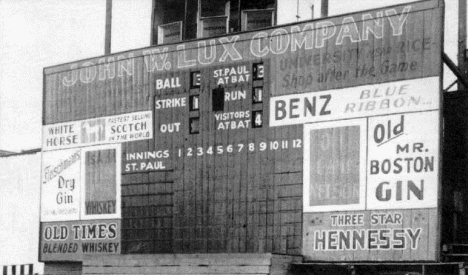 JOHN W. LUX COMPANY
UNIVERSITY AND RICE
Shop after the Game
BALL
ST. PAUL
AT BAT
STRIKE
RUN
OUT
VISITORS
AT BAT
BENZ
BLUE
RIBBON
WHITE
HORSE
FASTEST SELLING
SCOTCH
IN THE WORLD
INNINGS 1 2 3 4 5 6 7 8 9 10 11 12
ST. PAUL
Fleischmann's
Dry
Gin
WHISKEY
OLD TIMES
BLENDED WHISKEY
Old
MR.
BOSTON
GIN
THREE STAR
HENNESSY